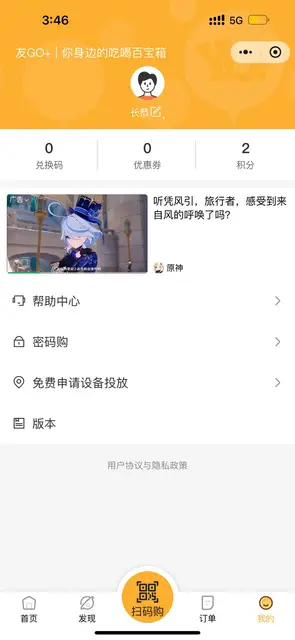 3:46
5G
友GO+ | 你身边的吃喝百宝箱
长恭
0
0
2
兑换码
优惠券
积分
广告
听凭风引，旅行者，感受到来
自风的呼唤了吗？
原神
帮助中心
密码购
免费申请设备投放
版本
用户协议与隐私政策
扫码购
首页
发现
订单
我的